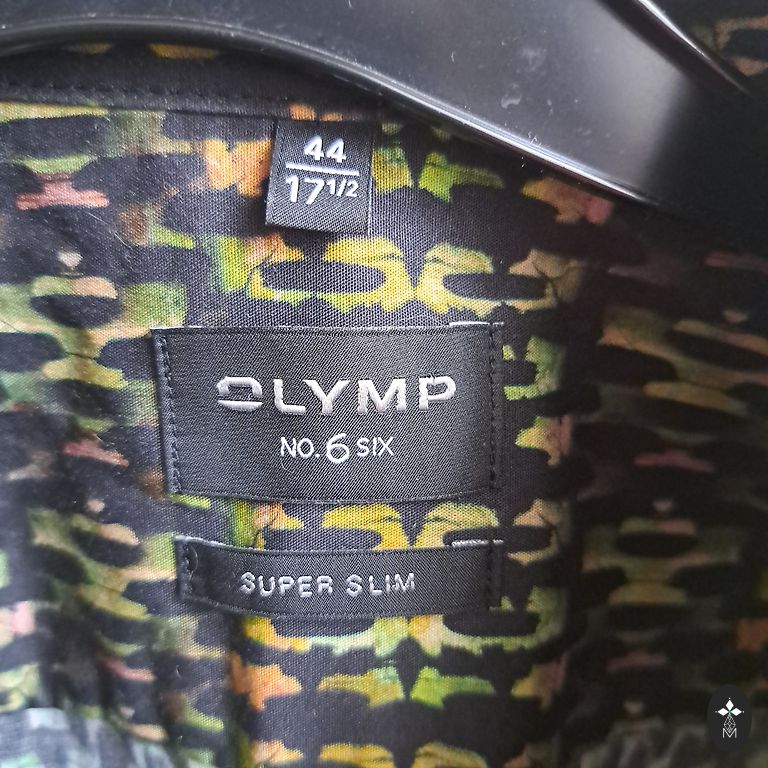 44
17 1/2
OLYMP
NO. 6 SIX
SUPER SLIM
M